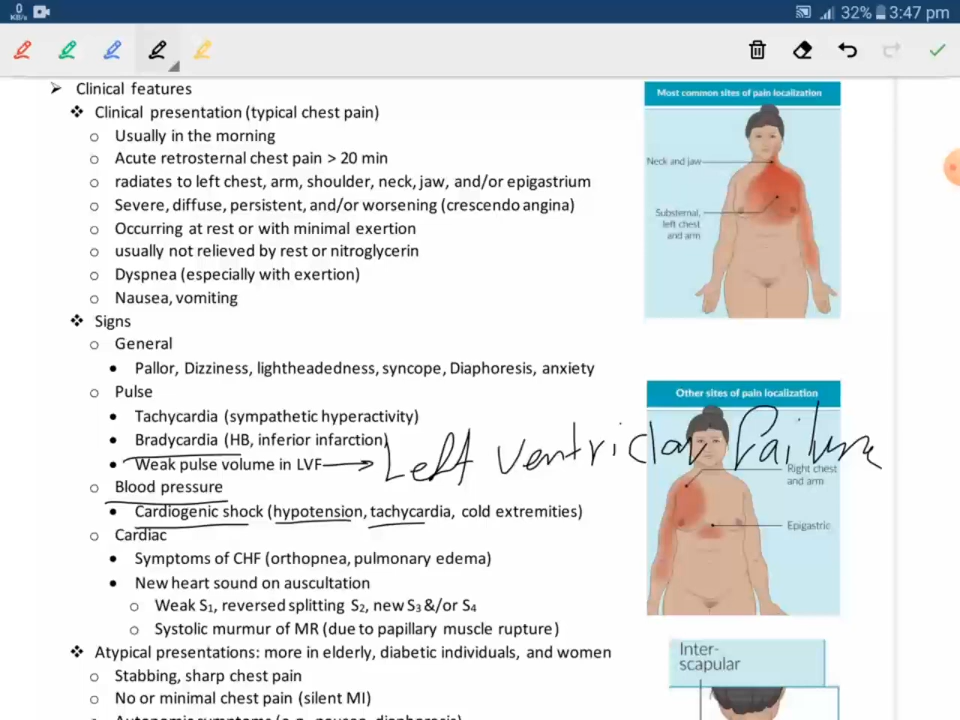 0 KB/s 32% 3:47 pm
➢ Clinical features
❖ Clinical presentation (typical chest pain)
o Usually in the morning
o Acute retrosternal chest pain > 20 min
o radiates to left chest, arm, shoulder, neck, jaw, and/or epigastrium
o Severe, diffuse, persistent, and/or worsening (crescendo angina)
o Occurring at rest or with minimal exertion
o usually not relieved by rest or nitroglycerin
o Dyspnea (especially with exertion)
o Nausea, vomiting
❖ Signs
o General
• Pallor, Dizziness, lightheadedness, syncope, Diaphoresis, anxiety
o Pulse
• Tachycardia (sympathetic hyperactivity)
• Bradycardia (HB, inferior infarction)
• Weak pulse volume in LVF → Left ventriclar Failure
o Blood pressure
• Cardiogenic shock (hypotension, tachycardia, cold extremities)
o Cardiac
• Symptoms of CHF (orthopnea, pulmonary edema)
• New heart sound on auscultation
o Weak S₁, reversed splitting S₂, new S₃ &/or S₄
o Systolic murmur of MR (due to papillary muscle rupture)
❖ Atypical presentations: more in elderly, diabetic individuals, and women
o Stabbing, sharp chest pain
o No or minimal chest pain (silent MI)
o Autonomic symptoms (e.g., nausea, diaphoresis)
Most common sites of pain localization
Neck and jaw
Substernal,
left chest
and arm
Other sites of pain localization
Right chest
and arm
Epigastric
Inter-
scapular